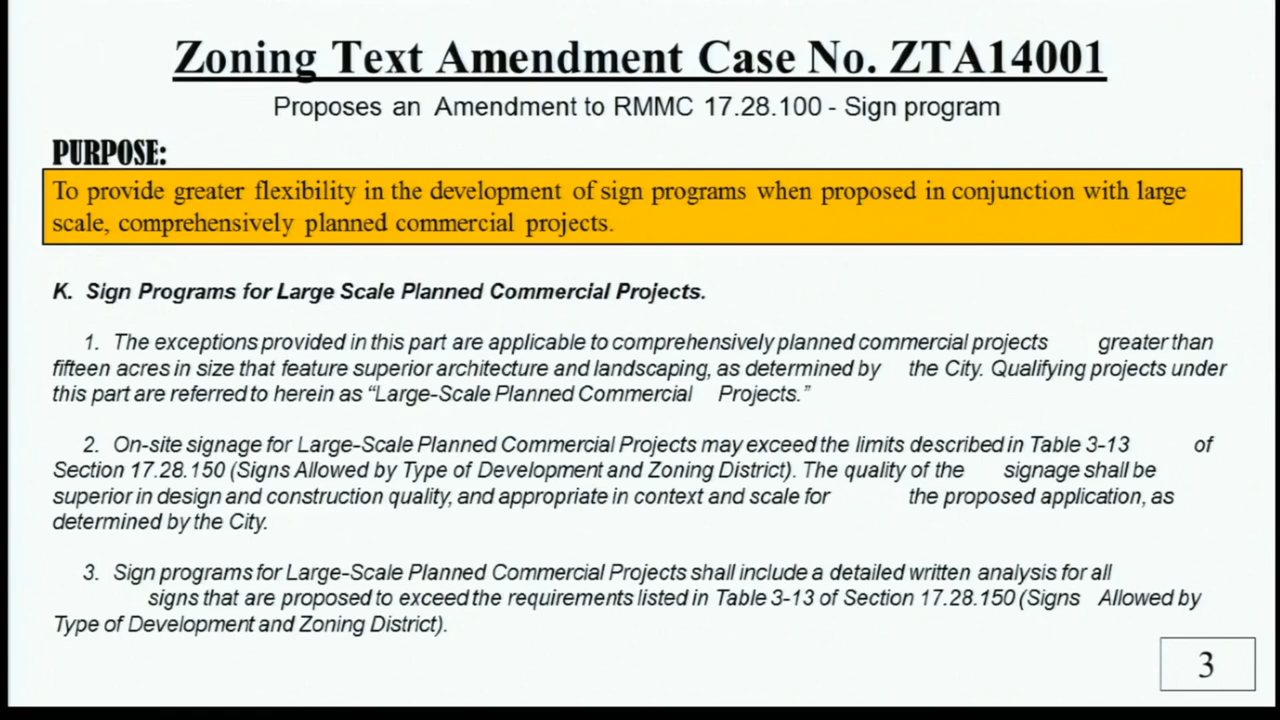 Zoning Text Amendment Case No. ZTA14001
Proposes an Amendment to RMMC 17.28.100 - Sign program
PURPOSE:
To provide greater flexibility in the development of sign programs when proposed in conjunction with large
scale, comprehensively planned commercial projects.
K. Sign Programs for Large Scale Planned Commercial Projects.
1. The exceptions provided in this part are applicable to comprehensively planned commercial projects greater than
fifteen acres in size that feature superior architecture and landscaping, as determined by the City. Qualifying projects under
this part are referred to herein as “Large-Scale Planned Commercial Projects.”
2. On-site signage for Large-Scale Planned Commercial Projects may exceed the limits described in Table 3-13 of
Section 17.28.150 (Signs Allowed by Type of Development and Zoning District). The quality of the signage shall be
superior in design and construction quality, and appropriate in context and scale for the proposed application, as
determined by the City.
3. Sign programs for Large-Scale Planned Commercial Projects shall include a detailed written analysis for all
signs that are proposed to exceed the requirements listed in Table 3-13 of Section 17.28.150 (Signs Allowed by
Type of Development and Zoning District).
3